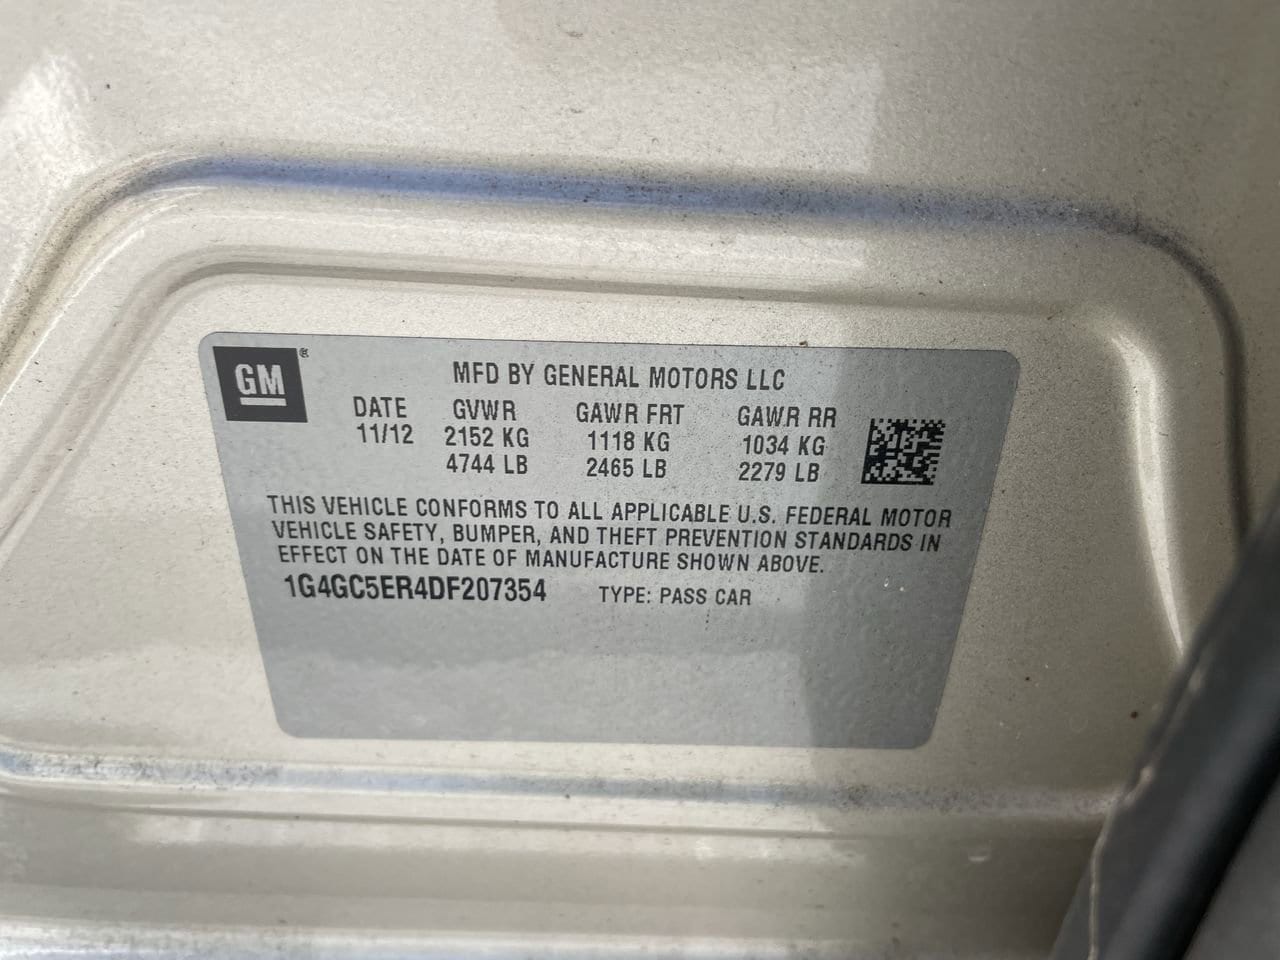 GM ®
MFD BY GENERAL MOTORS LLC
DATE GVWR GAWR FRT GAWR RR
11/12 2152 KG 1118 KG 1034 KG
4744 LB 2465 LB 2279 LB
THIS VEHICLE CONFORMS TO ALL APPLICABLE U.S. FEDERAL MOTOR
VEHICLE SAFETY, BUMPER, AND THEFT PREVENTION STANDARDS IN
EFFECT ON THE DATE OF MANUFACTURE SHOWN ABOVE.
1G4GC5ER4DF207354 TYPE: PASS CAR